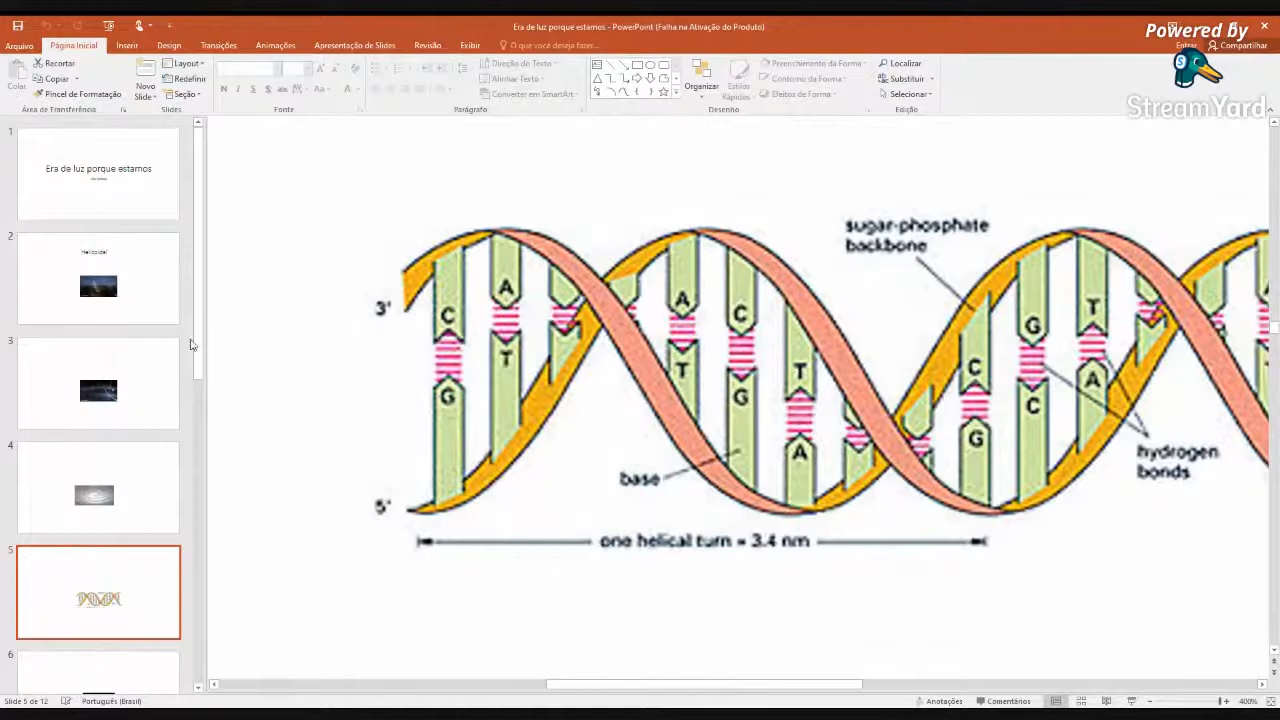 Era de luz porque estamos - PowerPoint (Falha na Ativação do Produto)
Powered by
StreamYard
Arquivo
Página Inicial
Inserir
Design
Transições
Animações
Apresentação de Slides
Revisão
Exibir
O que você deseja fazer...
Entrar
Compartilhar
Colar
Recortar
Copiar
Pincel de Formatação
Área de Transferência
Novo
Slide
Layout
Redefinir
Seção
Slides
N I S S abc AV Aa A
Fonte
Direção do Texto
Alinhar Texto
Converter em SmartArt
Parágrafo
Organizar
Estilos
Rápidos
Preenchimento da Forma
Contorno da Forma
Efeitos de Forma
Desenho
Localizar
Substituir
Selecionar
Edição
1
Era de luz porque estamos
2
Helicoidal
3
4
5
6
sugar-phosphate
backbone
3'
C A A C T C G T
G T T G A G C A
base
hydrogen
bonds
5'
one helical turn = 3.4 nm
Slide 5 de 12
Português (Brasil)
Anotações
Comentários
400%